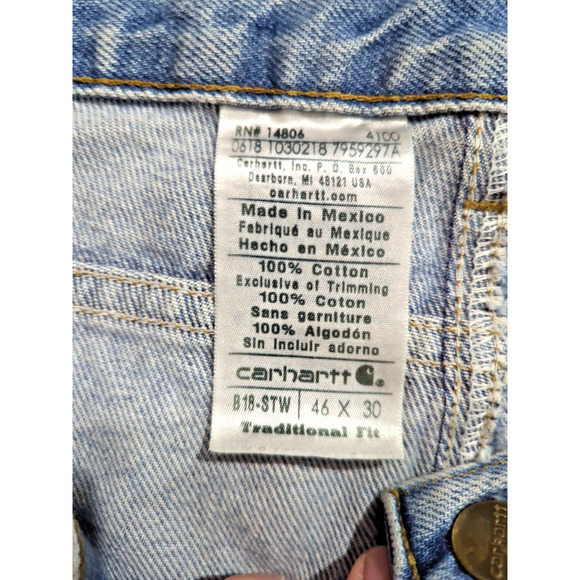 RN# 14806 4100
0618 1030218 7959297A
Carhartt, Inc. P. O. Box 600
Dearborn, MI 48121 USA
carhartt.com
Made in Mexico
Fabriqué au Mexique
Hecho en México
100% Cotton
Exclusive of Trimming
100% Coton
Sans garniture
100% Algodón
Sin Incluir adorno
carhartt
B18-STW 46 X 30
Traditional Fit
carhartt